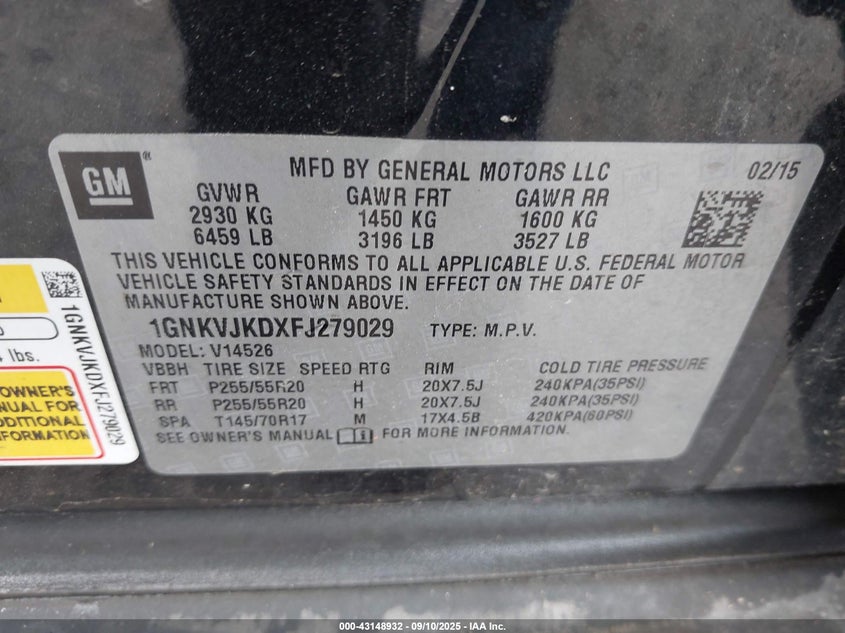 GM
MFD BY GENERAL MOTORS LLC
02/15
GVWR GAWR FRT GAWR RR
2930 KG 1450 KG 1600 KG
6459 LB 3196 LB 3527 LB
THIS VEHICLE CONFORMS TO ALL APPLICABLE U.S. FEDERAL MOTOR
VEHICLE SAFETY STANDARDS IN EFFECT ON THE DATE OF
MANUFACTURE SHOWN ABOVE.
1GNKVJKDXFJ279029 TYPE: M.P.V.
MODEL: V14526
VBBH TIRE SIZE SPEED RTG RIM COLD TIRE PRESSURE
FRT P255/55R20 H 20X7.5J 240KPA(35PSI)
RR P255/55R20 H 20X7.5J 240KPA(35PSI)
SPA T145/70R17 M 17X4.5B 420KPA(60PSI)
SEE OWNER'S MANUAL FOR MORE INFORMATION.
1GNKVJKDXFJ279029
lbs.
OWNER'S
FOR
INFORMATION
000-43148932 - 09/10/2025 - IAA Inc.